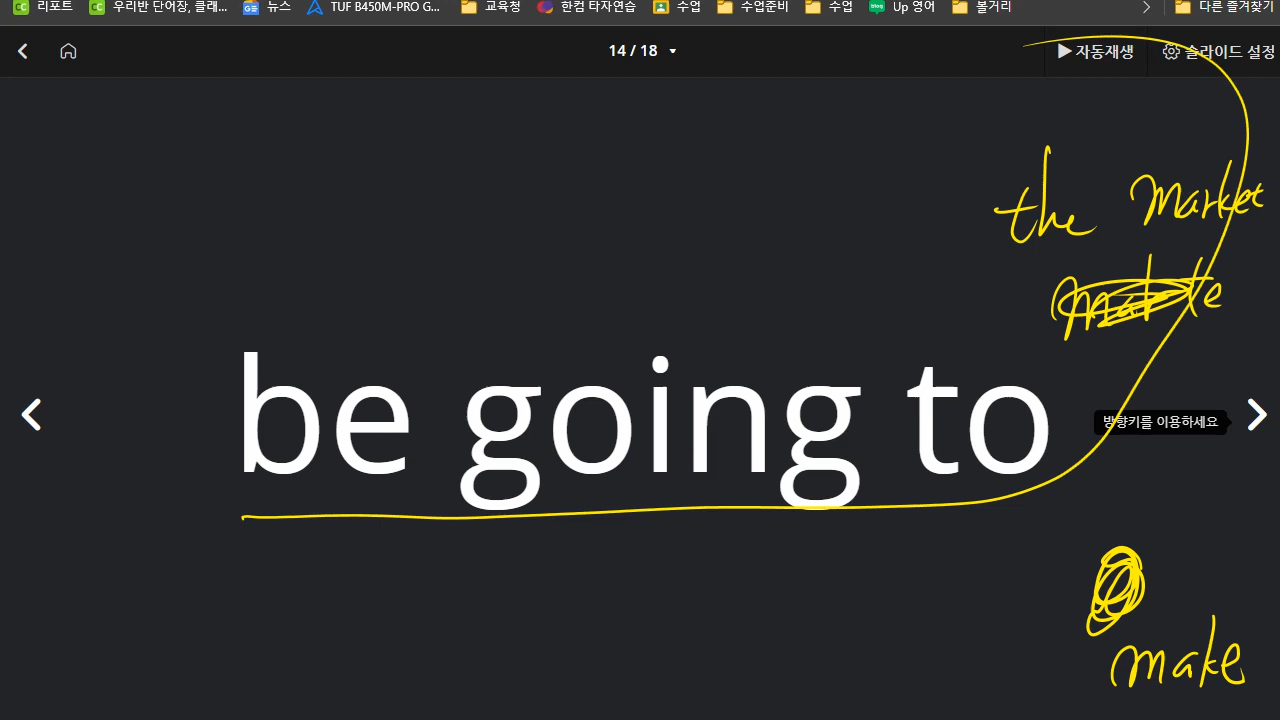 리포트 우리반 단어장, 클래... 뉴스 TUF B450M-PRO G... 교육청 한컴 타자연습 수업 수업준비 수업 Up 영어 볼거리 다른 즐겨찾기
14 / 18 자동재생 슬라이드 설정
the Market
be going to
방향키를 이용하세요
make